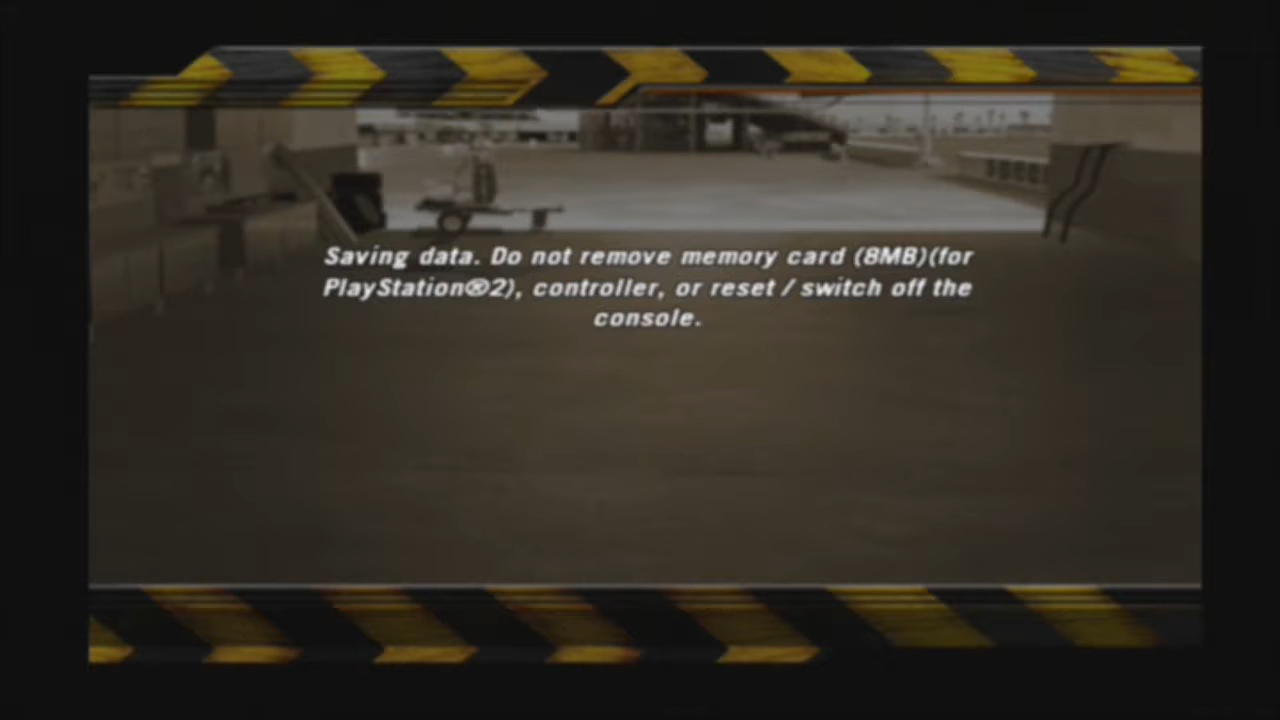 Saving data. Do not remove memory card (8MB)(for
PlayStation®2), controller, or reset / switch off the
console.